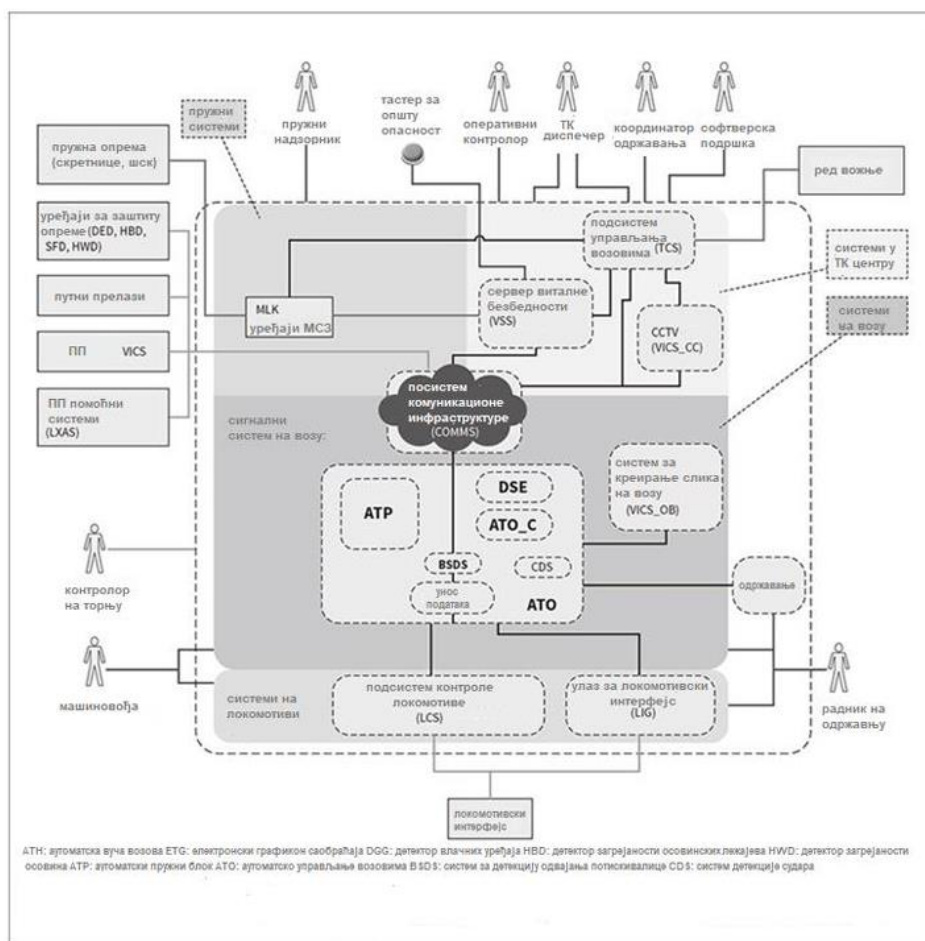 пружни
системи
пружни
надзорник
тастер за
општу
опасност
оперативни
контролор
ТК
диспечер
координатор
одржавања
софтверска
подршка
пружна опрема
(скретнице, шск)
ред вожње
уређаји за заштиту
опреме (DED, HBD,
SFD, HWD)
подсистем
управљања
возовима (TCS)
системи у
ТК центру
путни прелази
MLK
уређаји МСЗ
сервер виталне
безбедности
(VSS)
CCTV
(VICS_CC)
системи
на возу
ПП VICS
ПП помоћни
системи
(LXAS)
посистем
комуникационе
инфраструктуре
(COMMS)
сигнални
систем на возу:
ATP
DSE
ATO_C
BSDS
CDS
унос
података
ATO
систем за
креирање слика
на возу
(VICS_OB)
контролор
на торњу
одржавање
машиновођа
системи на
локомотиви
подсистем контроле
локомотиве
(LCS)
улаз за локомотивски
интерфејс
(LIG)
радник на
одржавњу
локомотивски
интерфејс
ATH: аутоматска вуча возова ETG: електронски графикон саобраћаја DGG: детектор влачних уређаја HBD: детектор загрејаности осовинских лежајева HWD: детектор загрејаности
осовина ATP: аутоматски пружни блок ATO: аутоматско управљање возовима BSDS: систем за детекцију одвајања потискивалице CDS: систем детекције судара